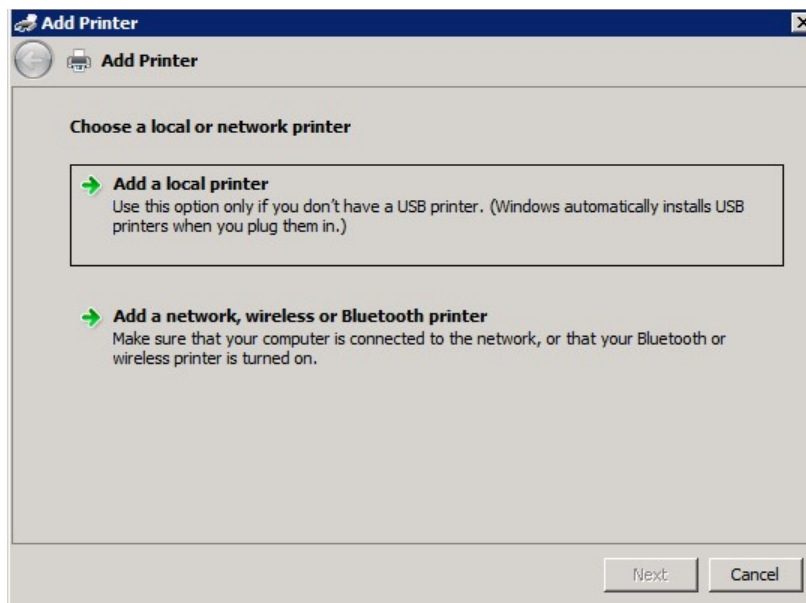 Add Printer
Add Printer
Choose a local or network printer
Add a local printer
Use this option only if you don't have a USB printer. (Windows automatically installs USB
printers when you plug them in.)
Add a network, wireless or Bluetooth printer
Make sure that your computer is connected to the network, or that your Bluetooth or
wireless printer is turned on.
Next
Cancel